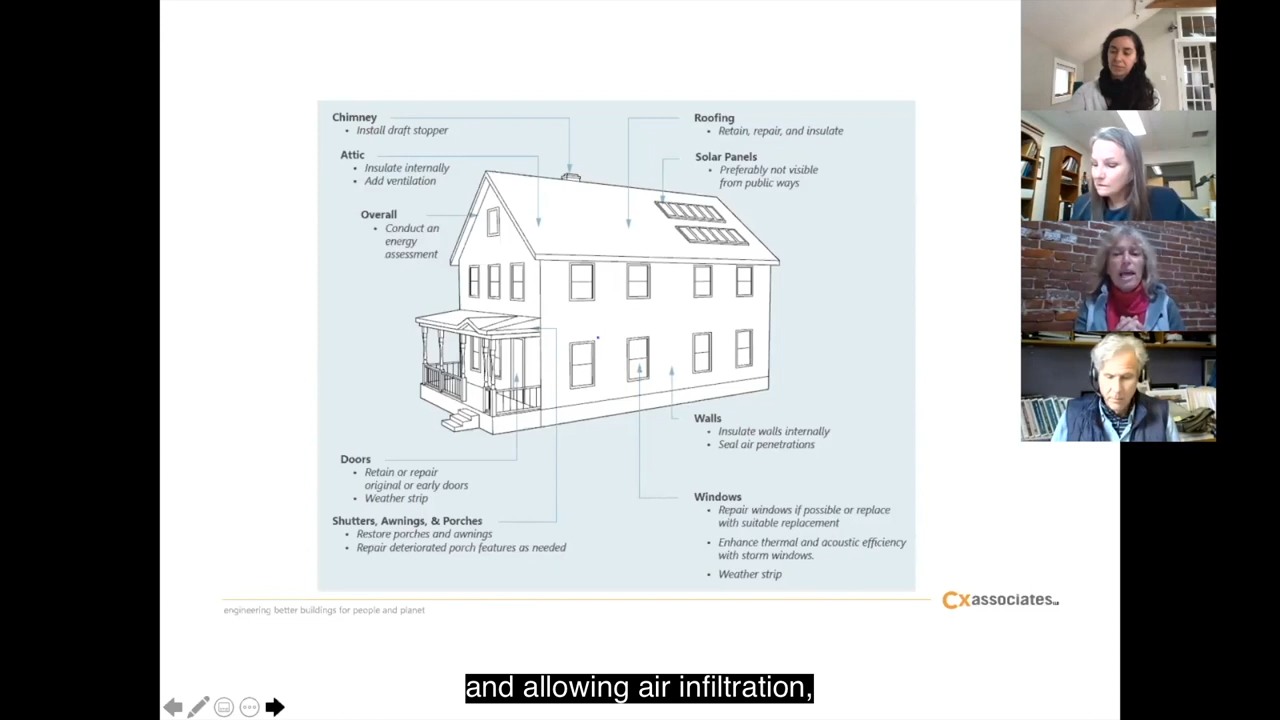 Chimney
• Install draft stopper
Attic
• Insulate internally
• Add ventilation
Overall
• Conduct an
energy
assessment
Roofing
• Retain, repair, and insulate
Solar Panels
• Preferably not visible
from public ways
Walls
• Insulate walls internally
• Seal air penetrations
Doors
• Retain or repair
original or early doors
• Weather strip
Shutters, Awnings, & Porches
• Restore porches and awnings
• Repair deteriorated porch features as needed
Windows
• Repair windows if possible or replace
with suitable replacement
• Enhance thermal and acoustic efficiency
with storm windows.
• Weather strip
engineering better buildings for people and planet
Cx associates
and allowing air infiltration,